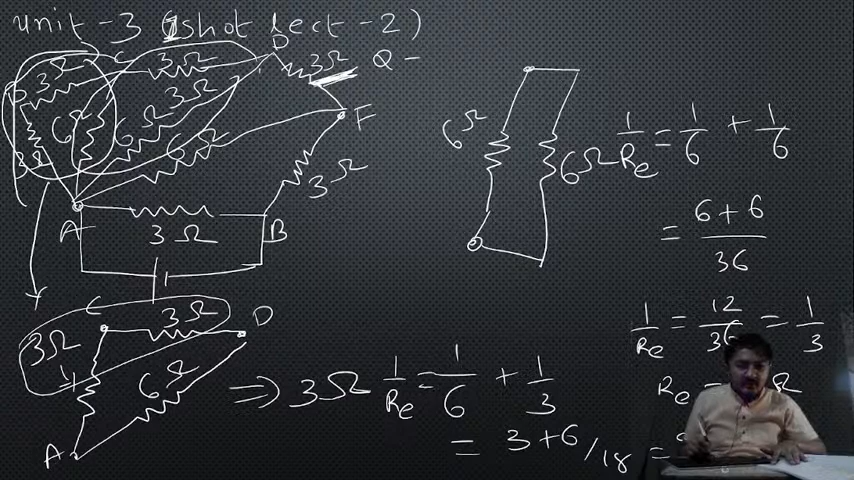 Unit -3 (1shot lect -2)
C 3Ω D 3Ω Q -
3Ω 3Ω F
6Ω 6Ω
3Ω 6Ω 3Ω
A B
3Ω
6Ω 6Ω 1/Re = 1/6 + 1/6
= 6+6/36
1/Re = 12/36 = 1/3
Re
C 3Ω D
3Ω 6Ω
A
⇒ 3Ω 1/Re = 1/6 + 1/3
= 3+6/18 =